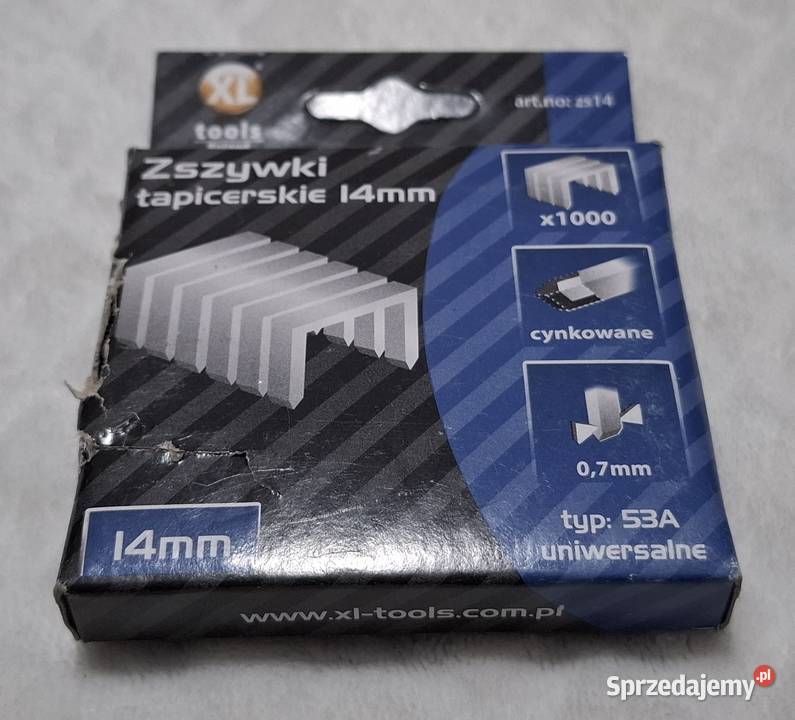 XL
tools
art.no: zs14
Zszywki
tapicerskie 14mm
x1000
cynkowane
0,7mm
typ: 53A
uniwersalne
14mm
www.xl-tools.com.pl
Sprzedajemy.pl